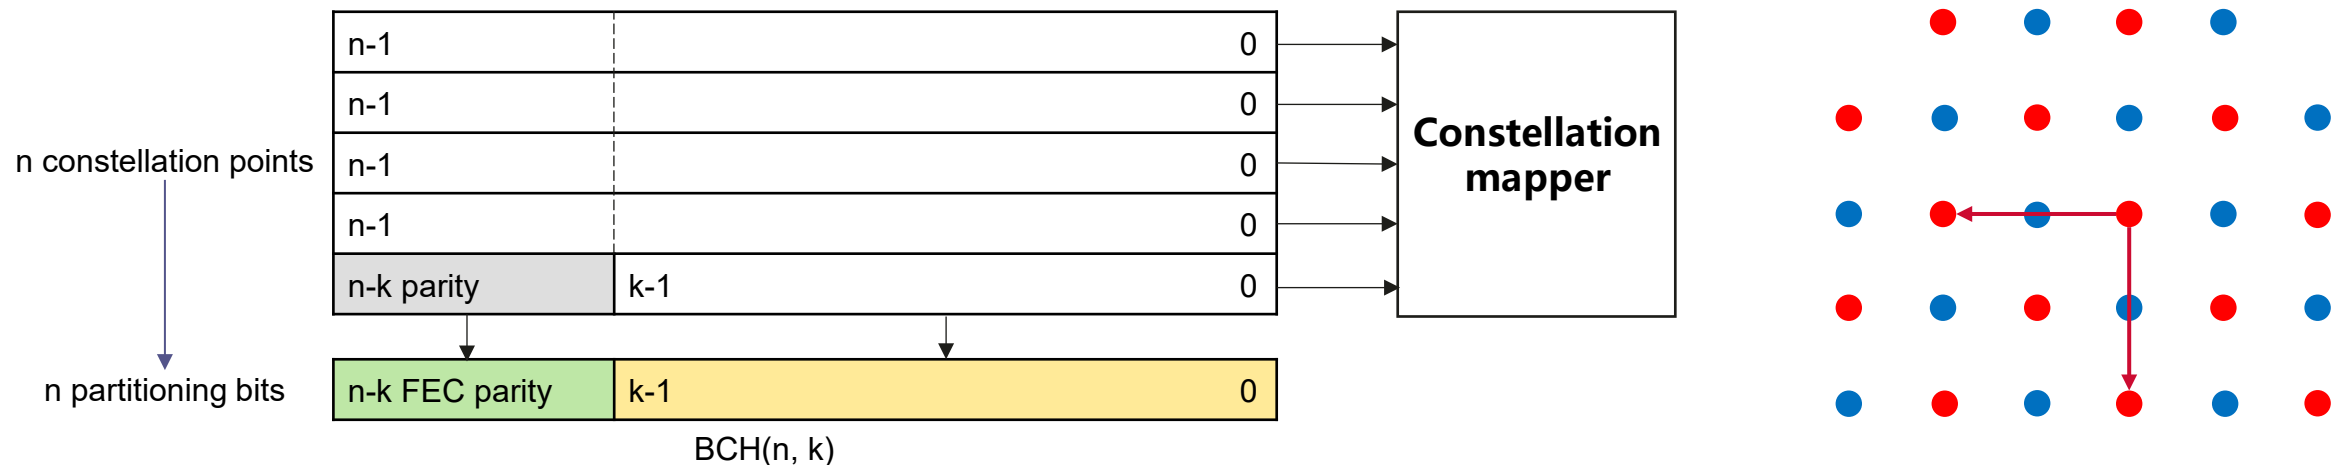 n-1 0
n-1 0
n-1 0
n-1 0
n-k parity k-1 0
n constellation points
n partitioning bits
n-k FEC parity k-1 0
BCH(n, k)
Constellation
mapper